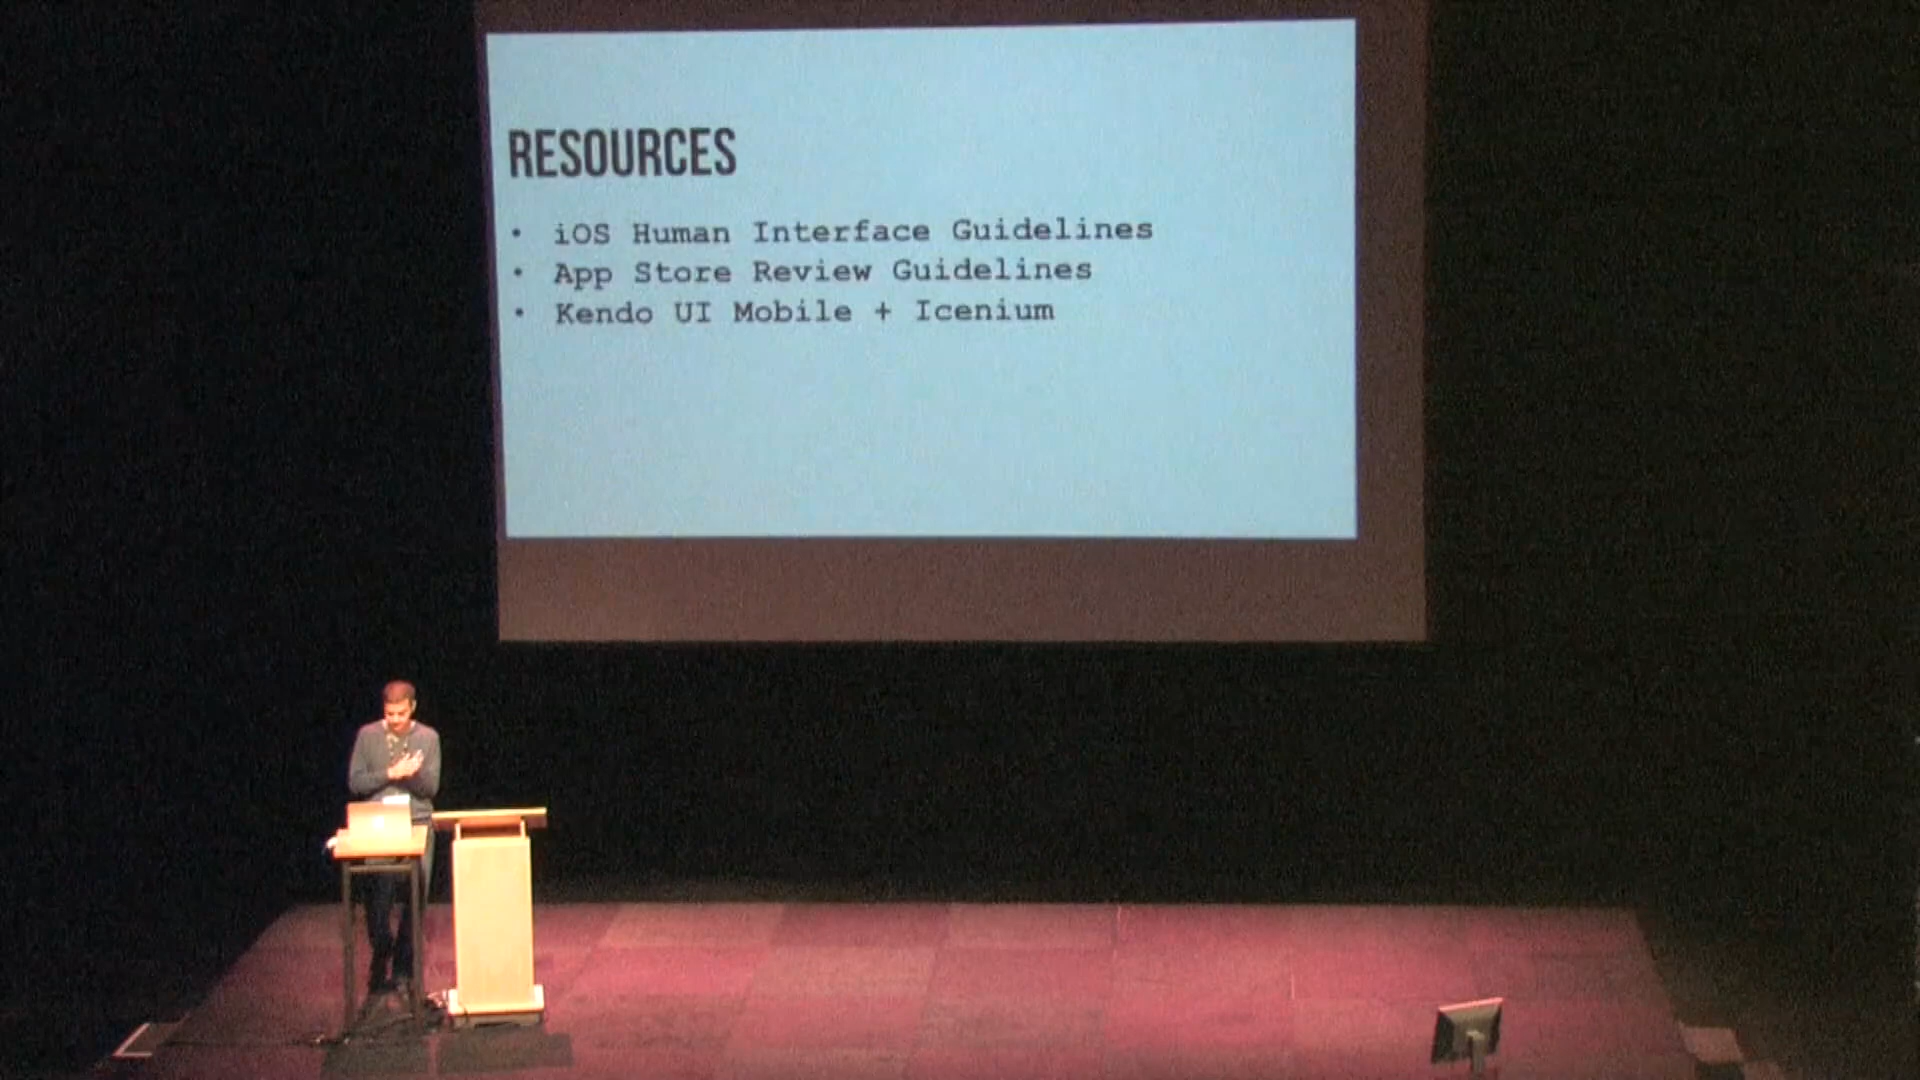 RESOURCES
• iOS Human Interface Guidelines
• App Store Review Guidelines
• Kendo UI Mobile + Icenium